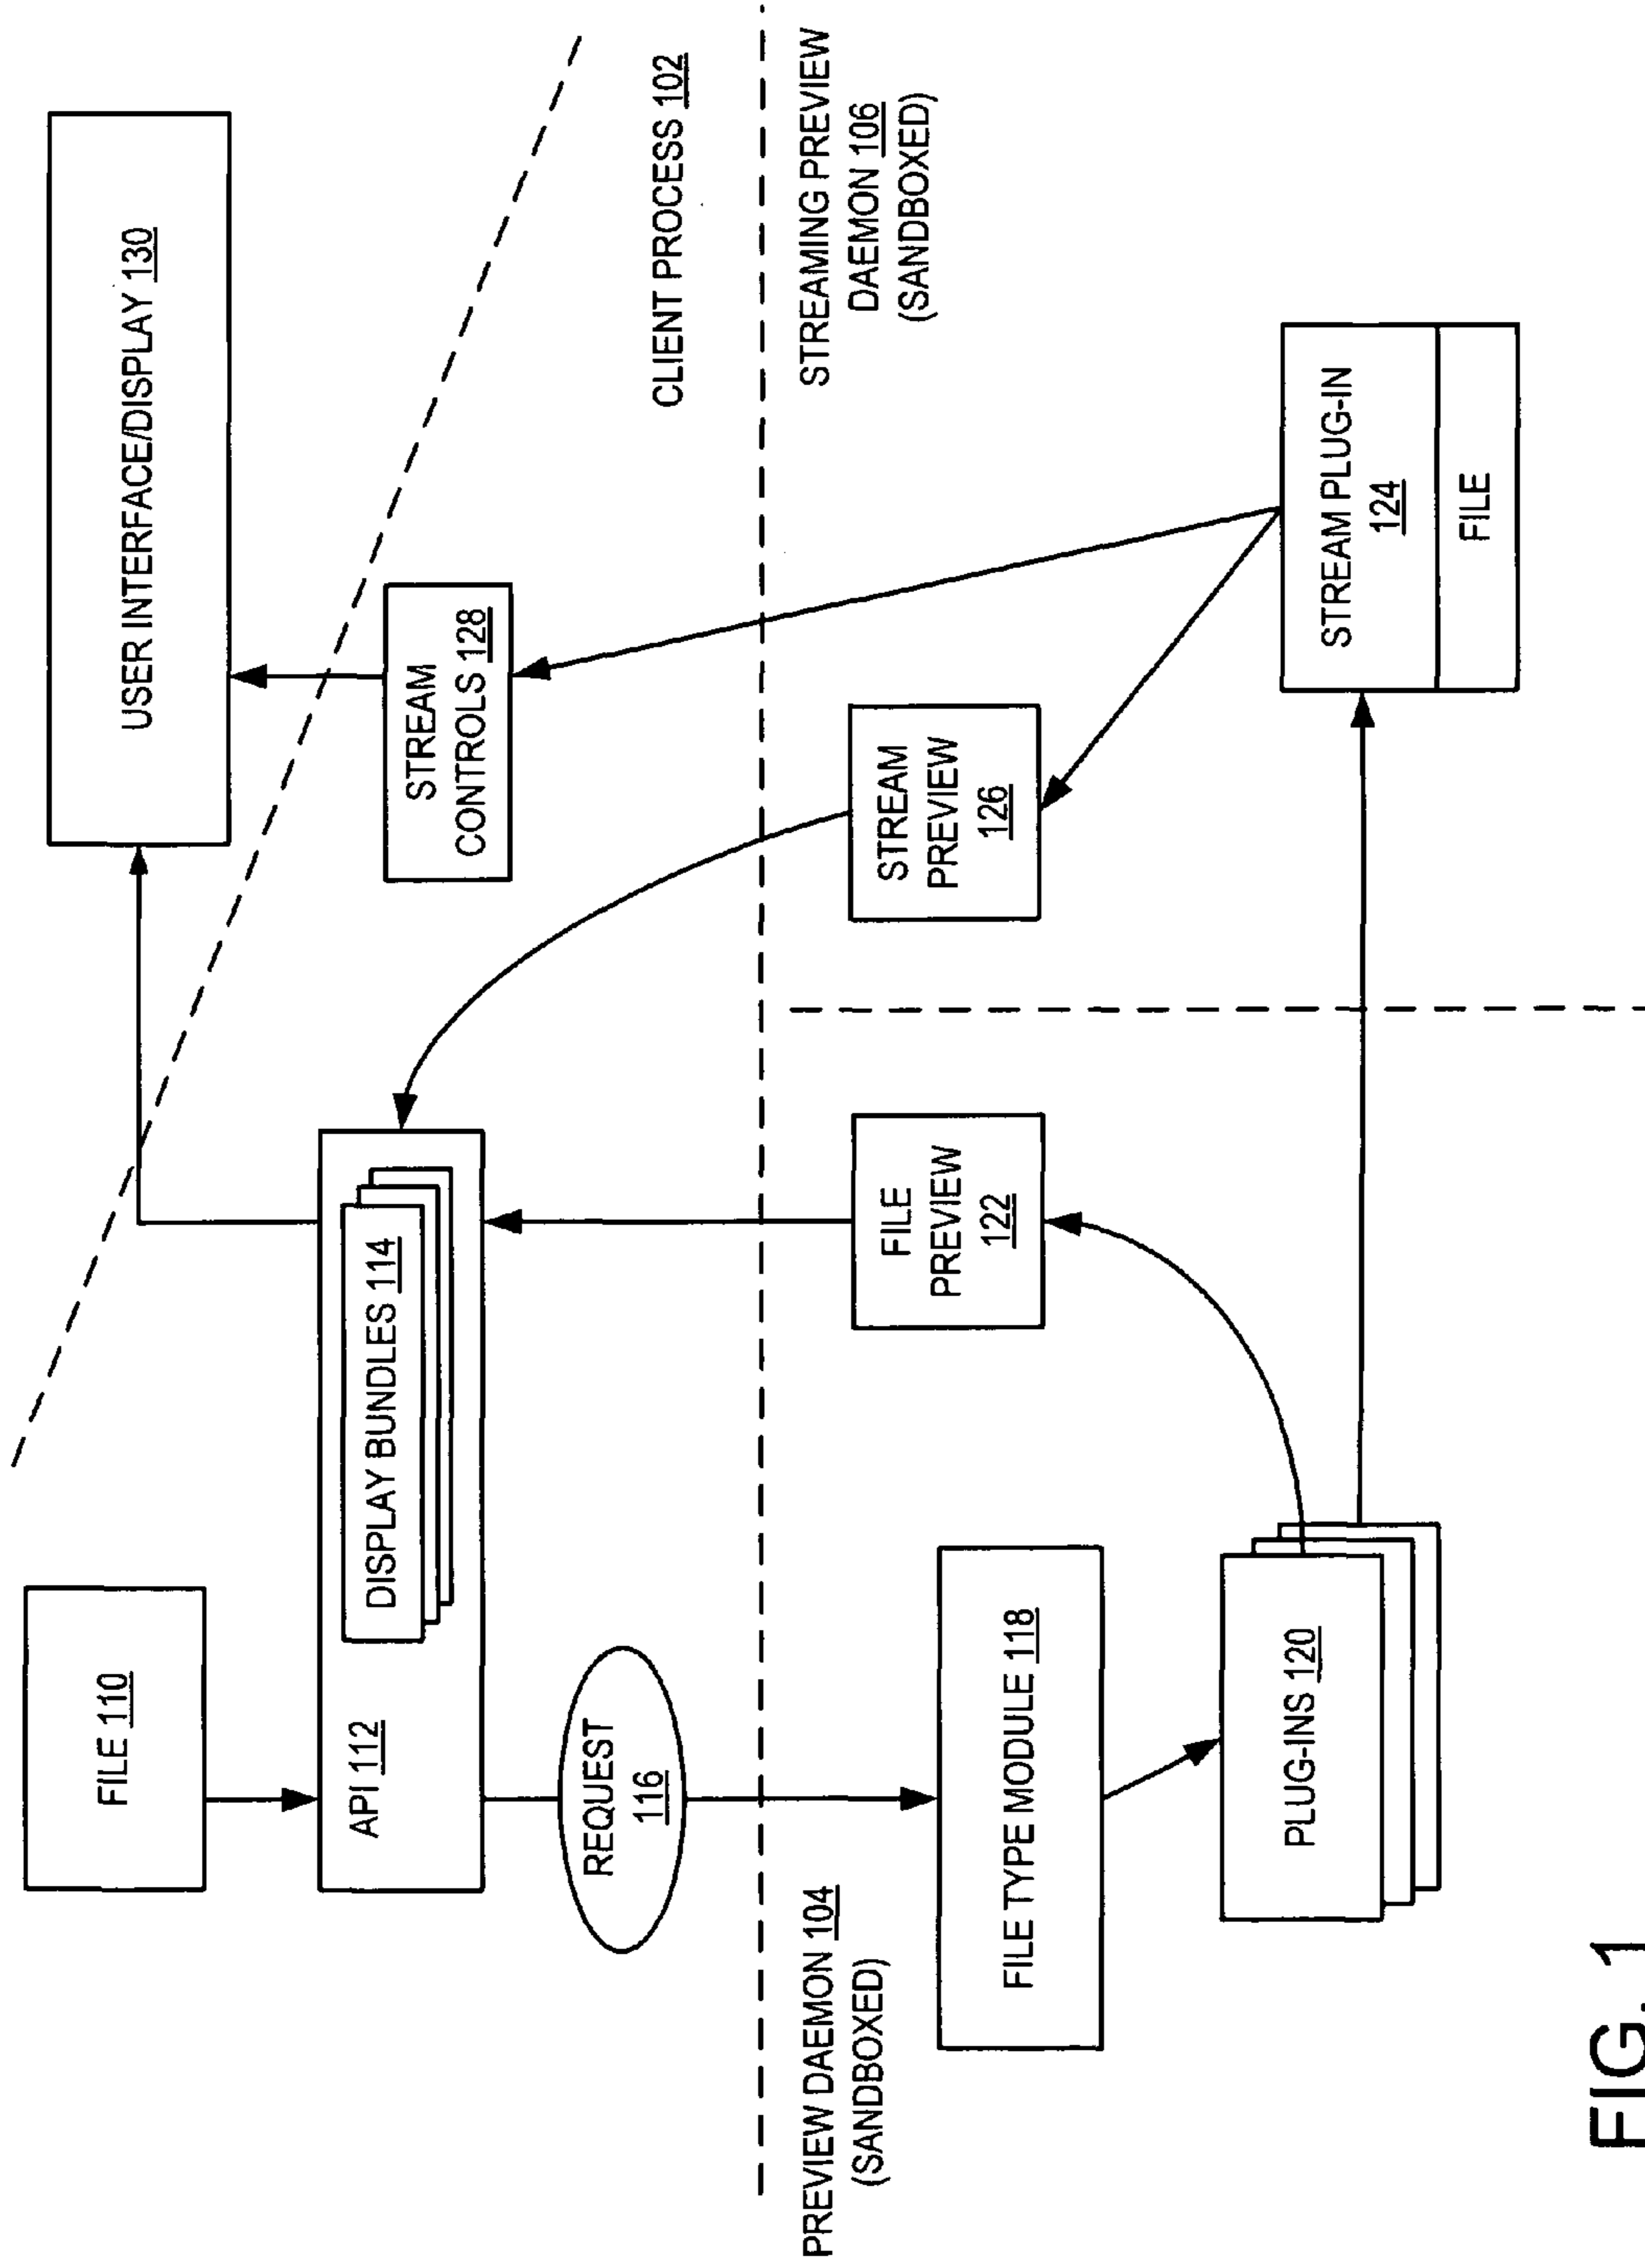 USER INTERFACE/DISPLAY 130
FILE 110
API 112
DISPLAY BUNDLES 114
STREAM
CONTROLS 128
REQUEST
116
CLIENT PROCESS 102
PREVIEW DAEMON 104
(SANDBOXED)
STREAMING PREVIEW
DAEMON 106
(SANDBOXED)
FILE
PREVIEW
122
STREAM
PREVIEW
126
FILE TYPE MODULE 118
PLUG-INS 120
STREAM PLUG-IN
124
FILE
FIG. 1